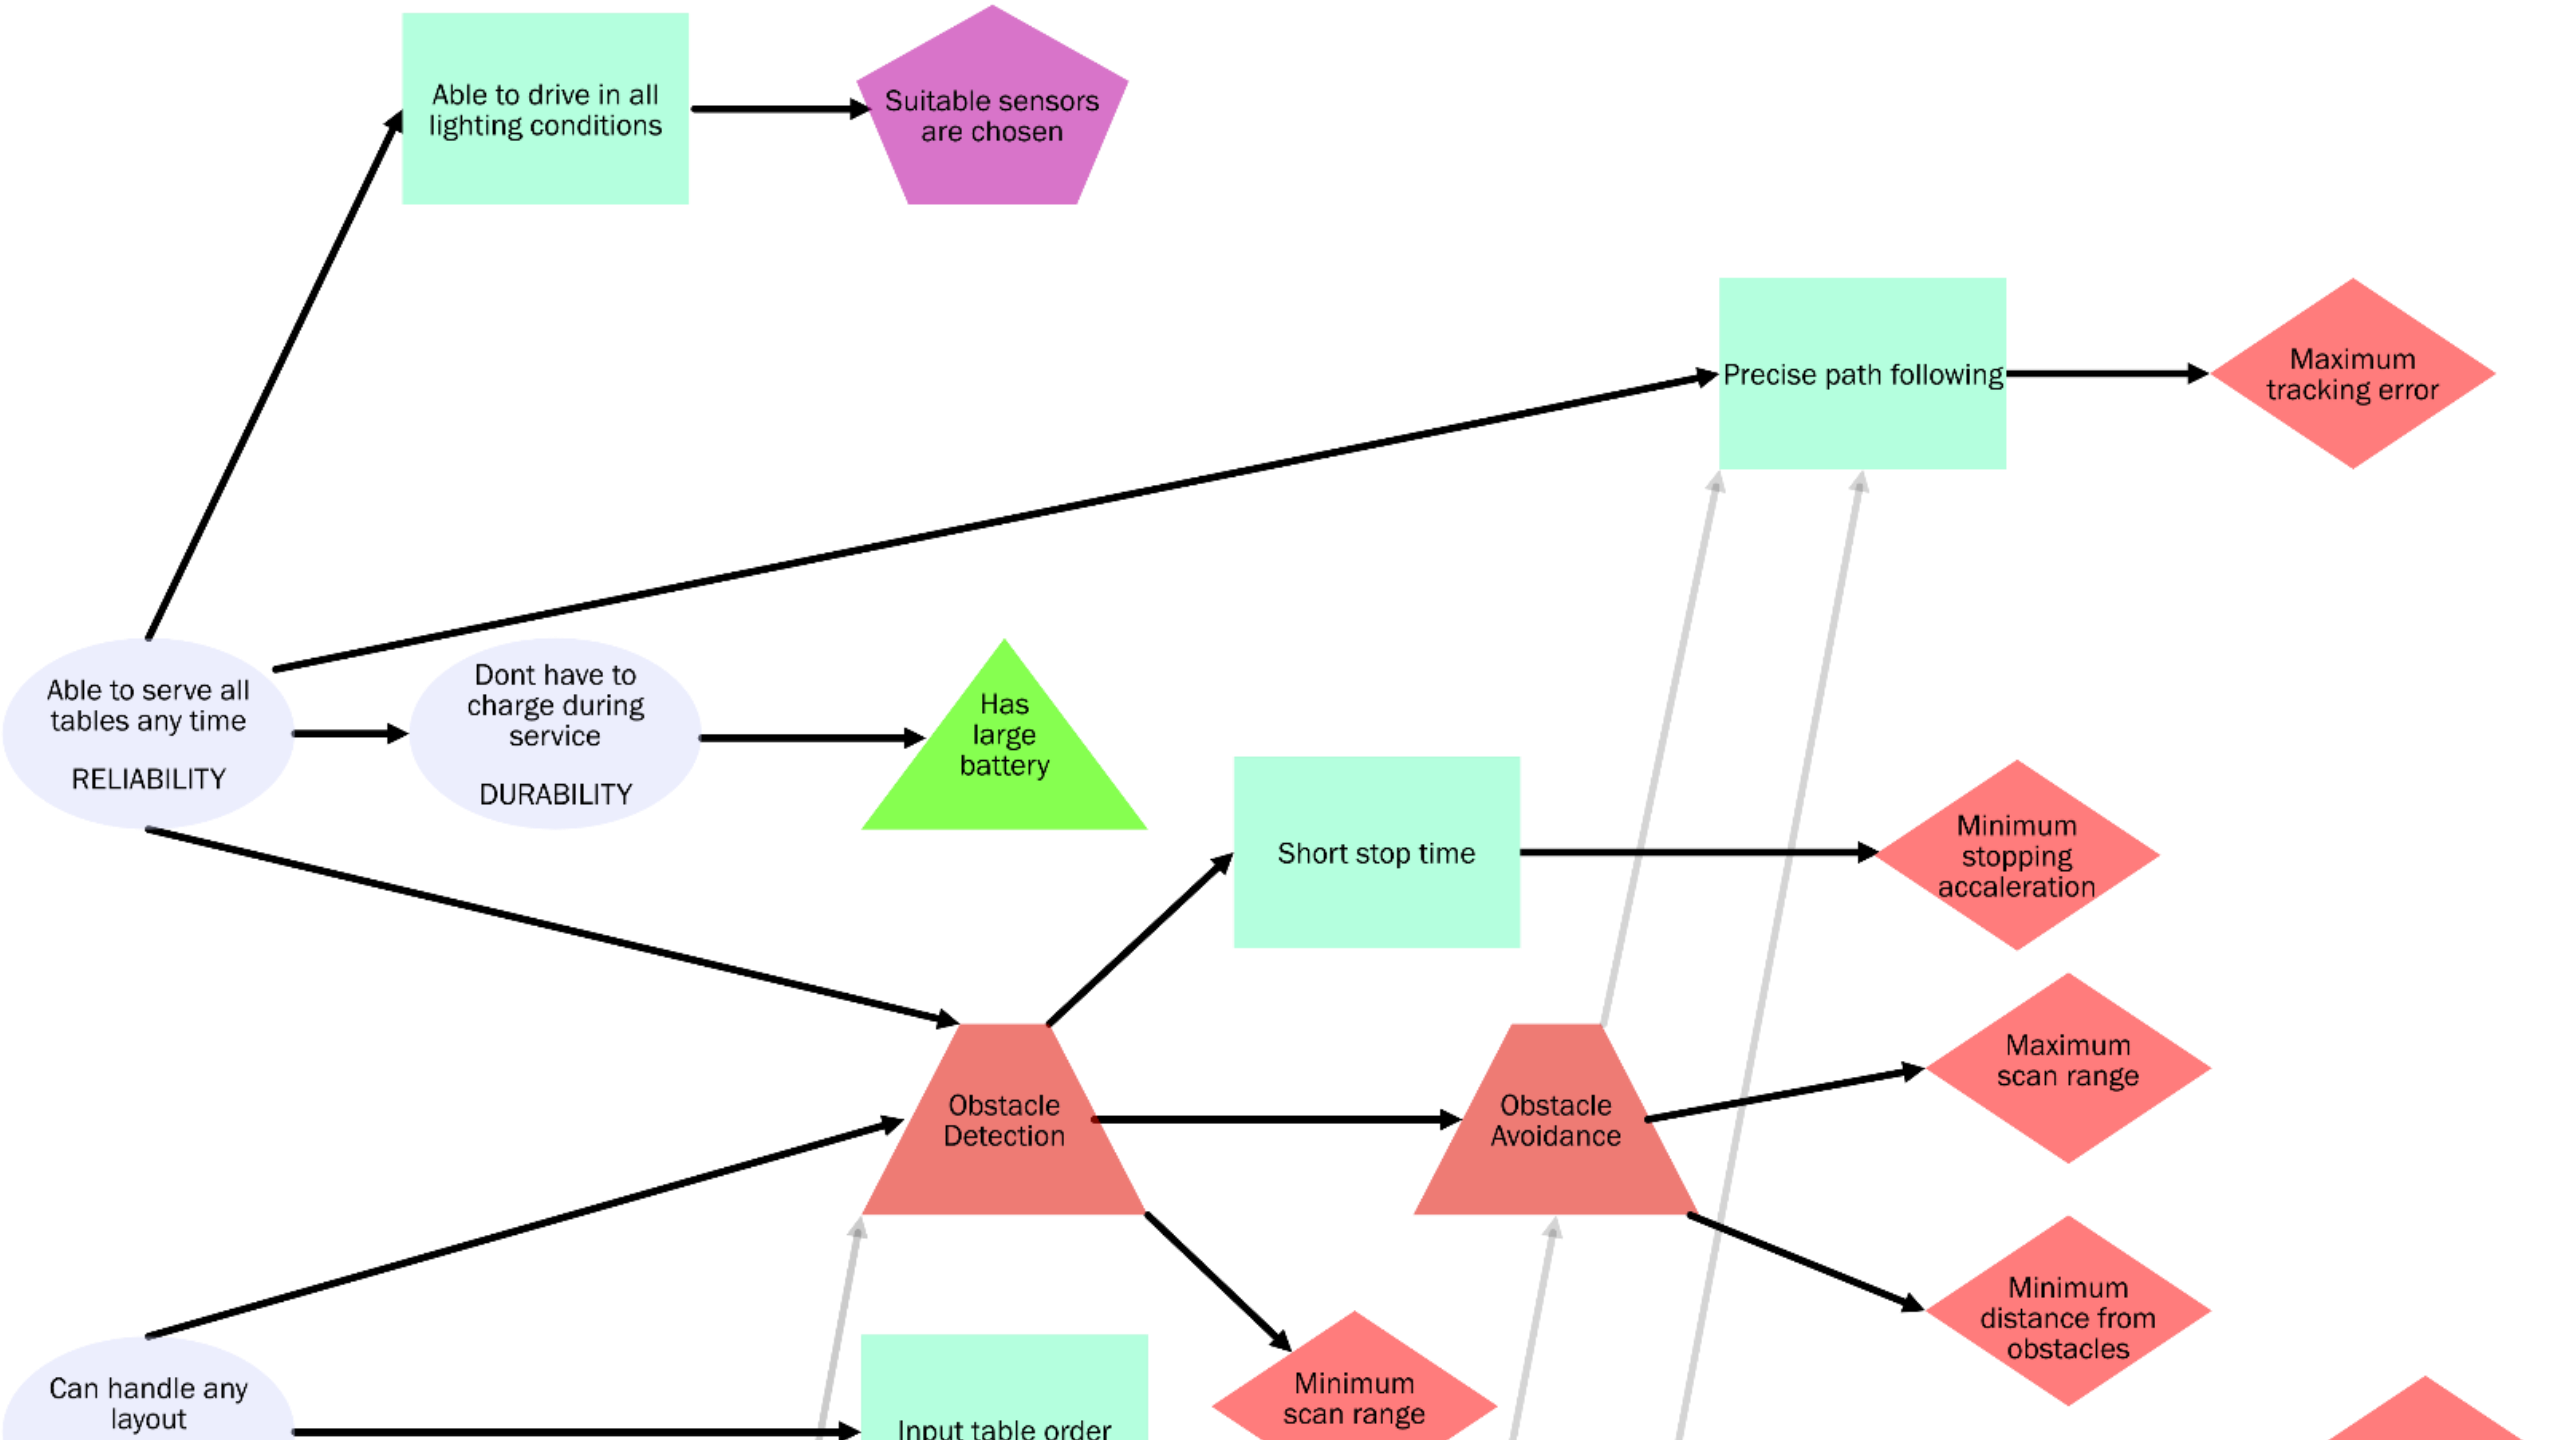 Able to drive in all
lighting conditions
Suitable sensors
are chosen
Precise path following
Maximum
tracking error
Able to serve all
tables any time
RELIABILITY
Dont have to
charge during
service
DURABILITY
Has
large
battery
Short stop time
Minimum
stopping
accaleration
Obstacle
Detection
Obstacle
Avoidance
Maximum
scan range
Minimum
distance from
obstacles
Can handle any
layout
Input table order
Minimum
scan range